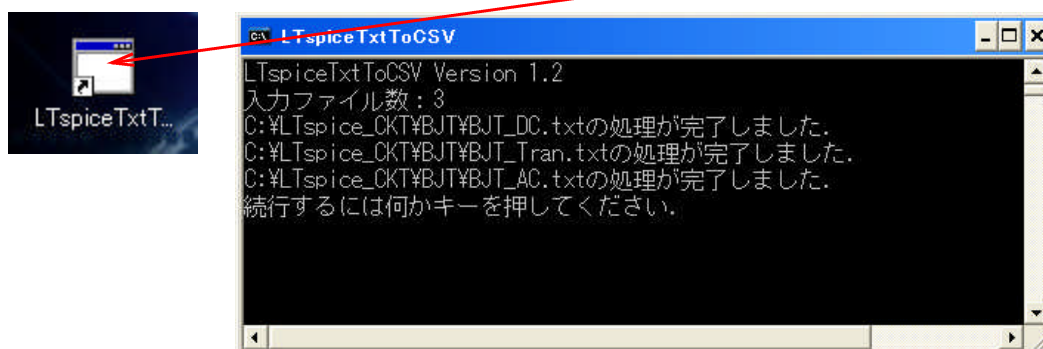 LTspiceTxtT...
LTspiceTxtToCSV
LTspiceTxtToCSV Version 1.2
入力ファイル数：3
C:¥LTspice_CKT¥BJT¥BJT_DC.txtの処理が完了しました.
C:¥LTspice_CKT¥BJT¥BJT_Tran.txtの処理が完了しました.
C:¥LTspice_CKT¥BJT¥BJT_AC.txtの処理が完了しました.
続行するには何かキーを押してください.